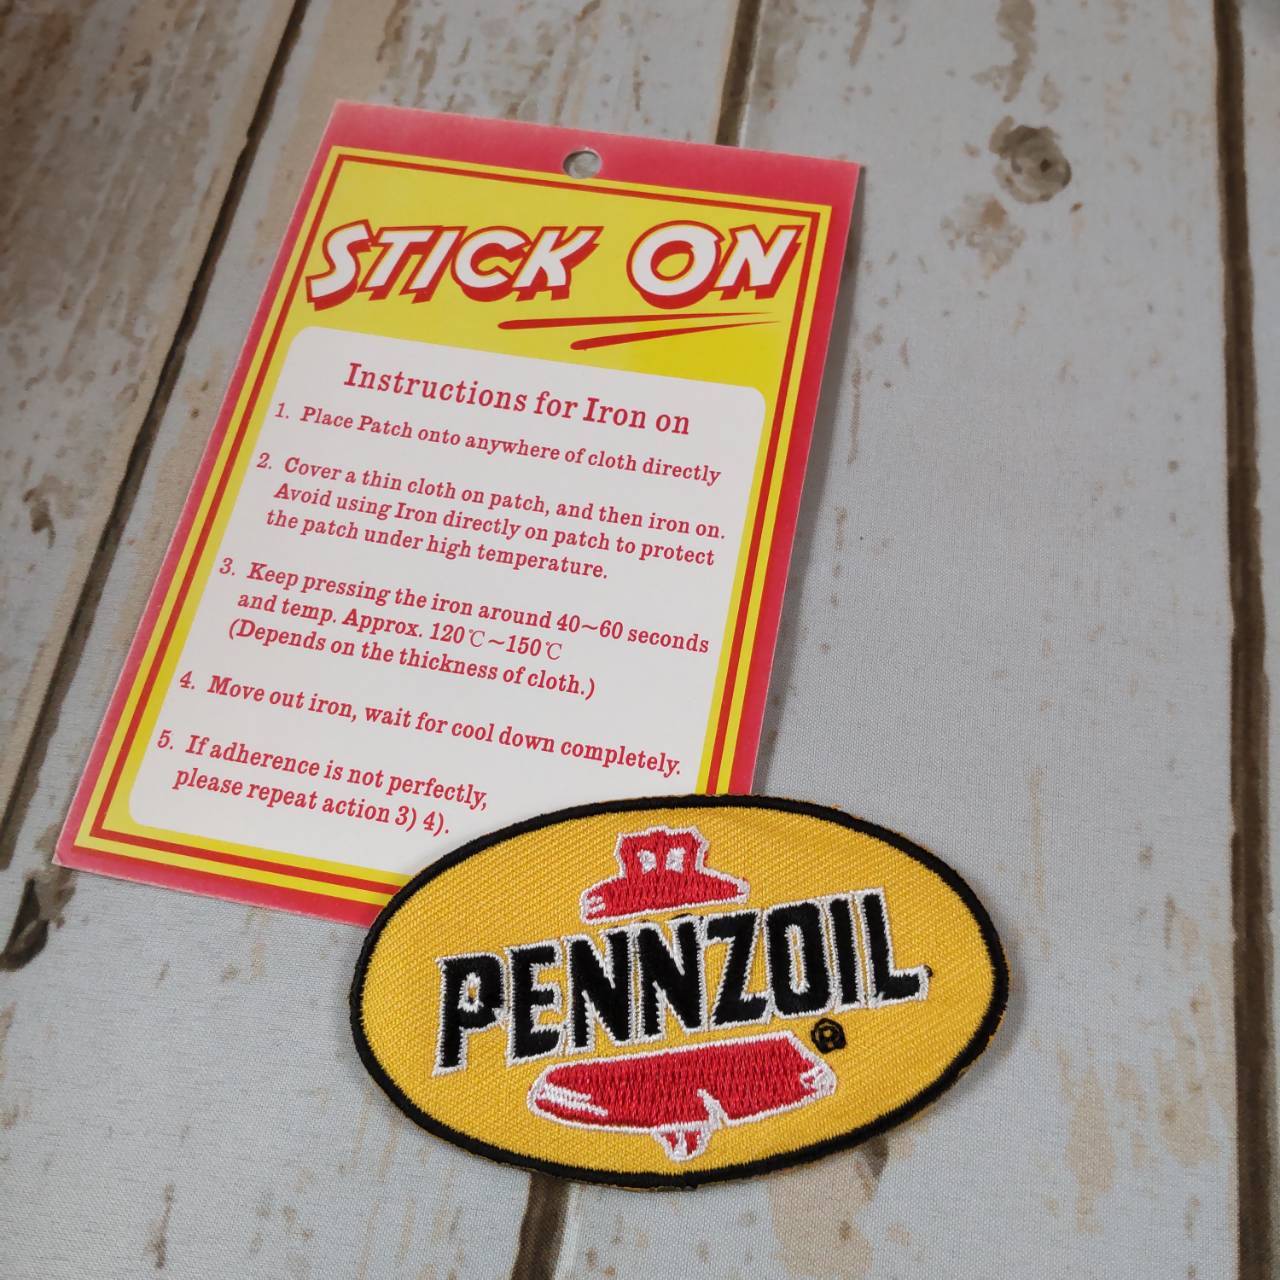 STICK ON
Instructions for Iron on
1. Place Patch onto anywhere of cloth directly
2. Cover a thin cloth on patch, and then iron on.
Avoid using Iron directly on patch to protect
the patch under high temperature.
3. Keep pressing the iron around 40~60 seconds
and temp. Approx. 120℃~150℃
(Depends on the thickness of cloth.)
4. Move out iron, wait for cool down completely.
5. If adherence is not perfectly,
please repeat action 3) 4).
PENNZOIL
®